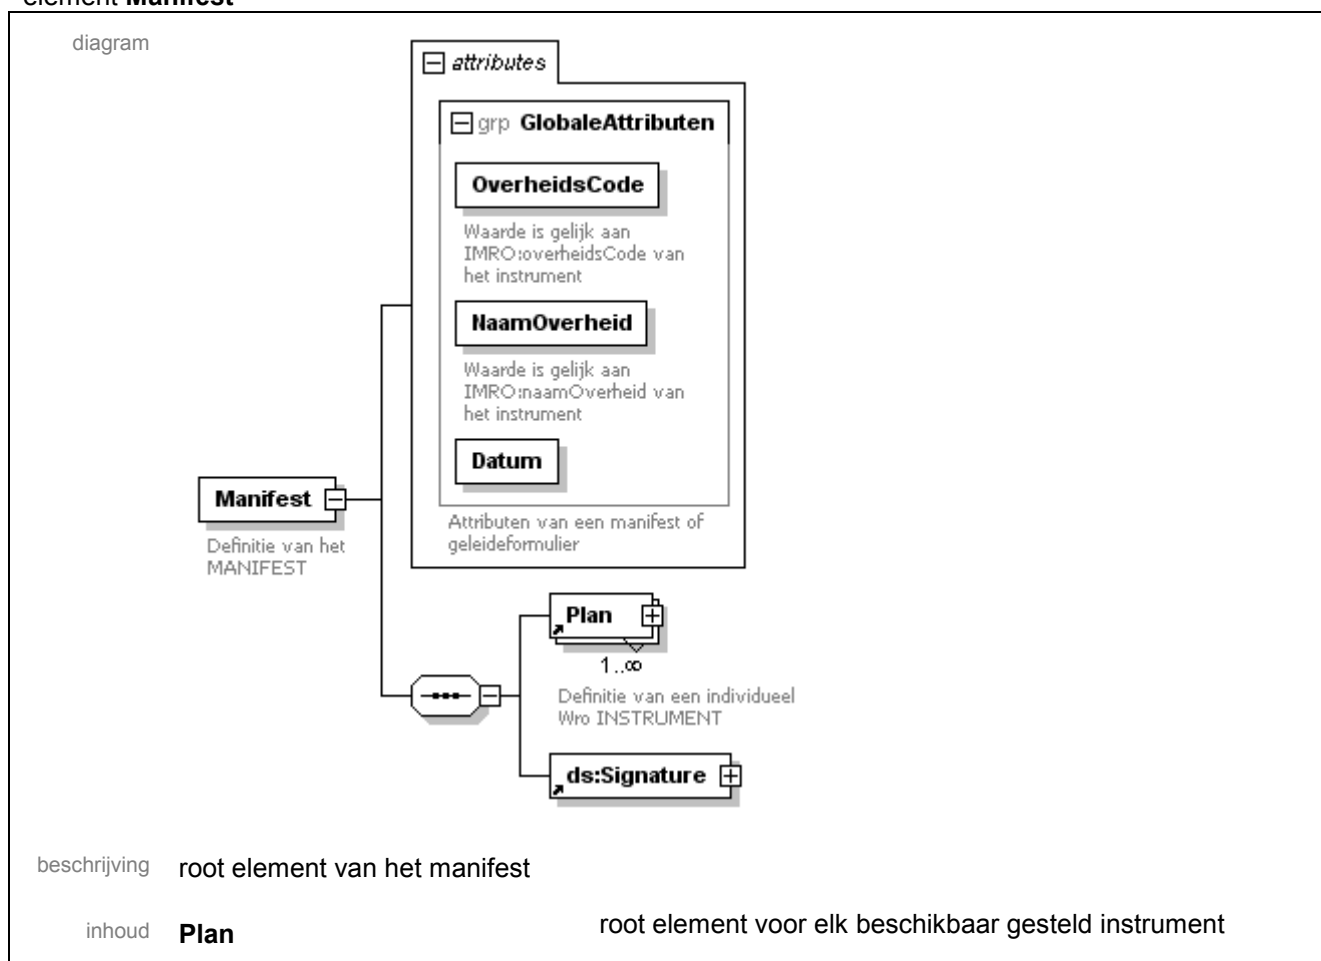 element Manifest
diagram
attributes
grp GlobaleAttributen
OverheidsCode
Waarde is gelijk aan
IMRO:overheidsCode van
het instrument
NaamOverheid
Waarde is gelijk aan
IMRO:naamOverheid van
het instrument
Datum
Attributen van een manifest of
geleideformulier
Manifest
Definitie van het
MANIFEST
Plan
1..∞
Definitie van een individueel
Wro INSTRUMENT
ds:Signature
beschrijving root element van het manifest
inhoud Plan root element voor elk beschikbaar gesteld instrument